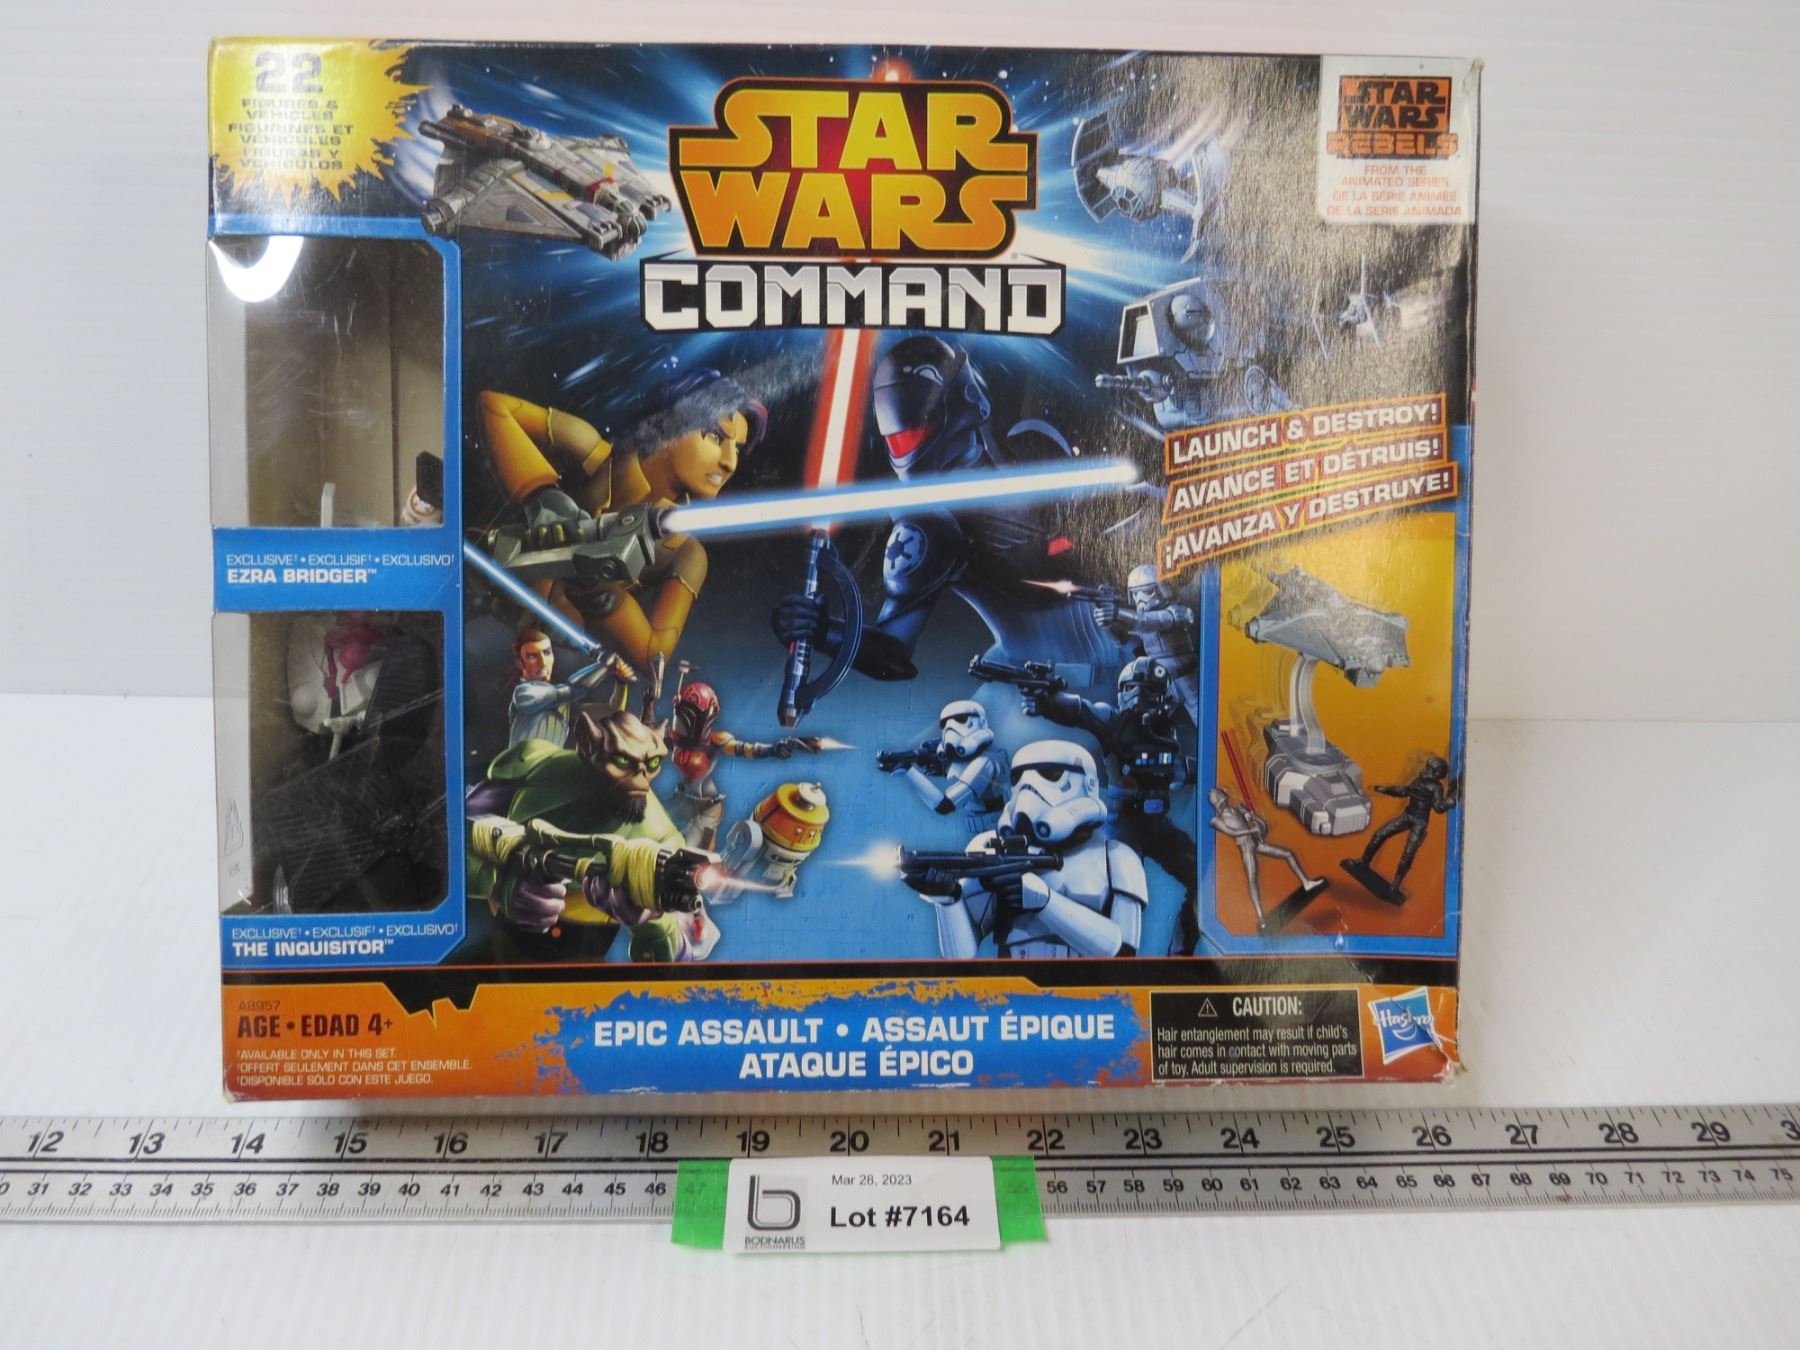 22
FIGURES &
VEHICLES
FIGURINES ET
VÉHICULES
FIGURAS Y
VEHÍCULOS
STAR
WARS
COMMAND
STAR
WARS
REBELS
FROM THE
ANIMATED SERIES
DE LA SÉRIE ANIMÉE
DE LA SERIE ANIMADA
LAUNCH & DESTROY!
AVANCE ET DÉTRUIS!
¡AVANZA Y DESTRUYE!
EXCLUSIVE† • EXCLUSIF† • EXCLUSIVO†
EZRA BRIDGER™
EXCLUSIVE† • EXCLUSIF† • EXCLUSIVO†
THE INQUISITOR™
A8957
AGE • EDAD 4+
†AVAILABLE ONLY IN THIS SET.
†OFFERT SEULEMENT DANS CET ENSEMBLE.
†DISPONIBLE SÓLO CON ESTE JUEGO.
EPIC ASSAULT • ASSAUT ÉPIQUE
ATAQUE ÉPICO
⚠ CAUTION:
Hair entanglement may result if child's
hair comes in contact with moving parts
of toy. Adult supervision is required.
Hasbro
12 13 14 15 16 17 18 19 20 21 22 23 24 25 26 27 28 29 3
0 31 32 33 34 35 36 37 38 39 40 41 42 43 44 45 46 47 55 56 57 58 59 60 61 62 63 64 65 66 67 68 69 70 71 72 73 74 75
Mar 28, 2023
Lot #7164
b
BODNARUS
AUCTIONEERING